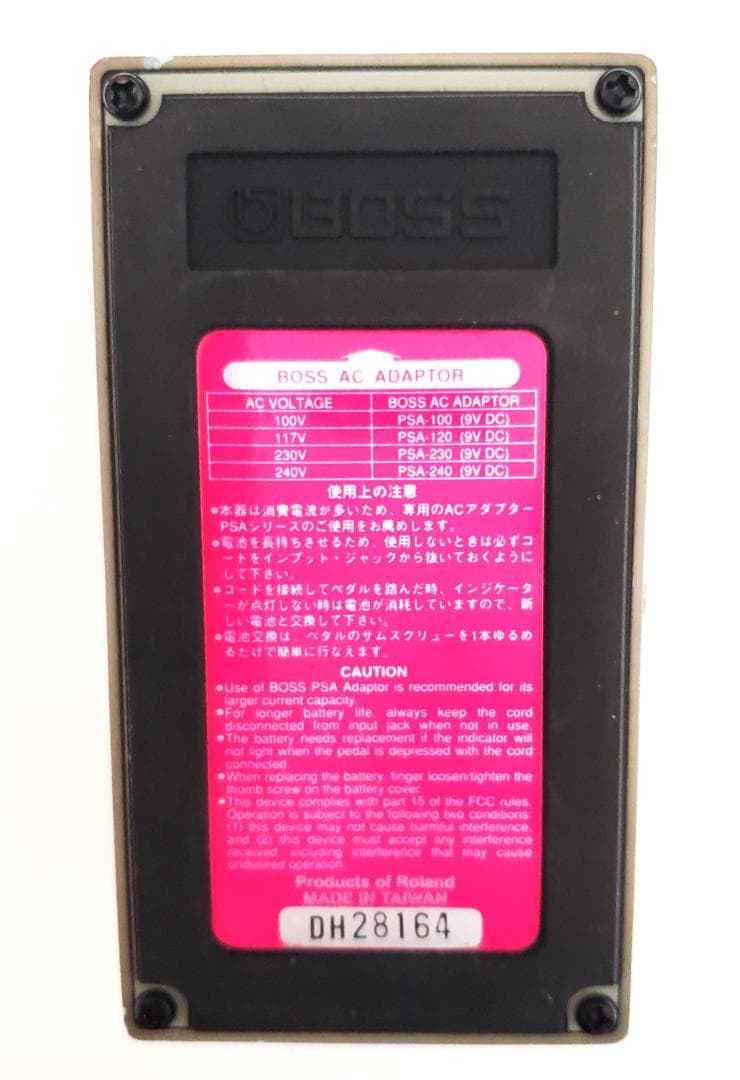 BOSS
BOSS AC ADAPTOR
AC VOLTAGE BOSS AC ADAPTOR
100V PSA-100 (9V DC)
117V PSA-120 (9V DC)
230V PSA-230 (9V DC)
240V PSA-240 (9V DC)
使用上の注意
●本器は消費電流が多いため、専用のACアダプター
PSAシリーズのご使用をお薦めします。
●電池を長持ちさせるため、使用しないときは必ずコ
ードをインプット・ジャックから抜いておくように
して下さい。
●コードを接続してペダルを踏んだ時、インジケータ
ーが点灯しない時は電池が消耗していますので、新
しい電池と交換して下さい。
●電池交換は、ペタルのサムスクリューを1本ゆるめ
るだけで簡単に行なえます。
CAUTION
●Use of BOSS PSA Adaptor is recommended for its
larger current capacity
●For longer battery life, always keep the cord
disconnected from input jack when not in use.
●The battery needs replacement if the indicator will
not light when the pedal is depressed with the cord
connected.
●When replacing the battery, finger loosen/tighten the
thumb screw on the battery cover.
●This device complies with part 15 of the FCC rules.
Operation is subject to the following two conditions:
(1) this device may not cause harmful interference,
and (2) this device must accept any interference
received, including interference that may cause
undesired operation.
Products of Roland
MADE IN TAIWAN
DH28164